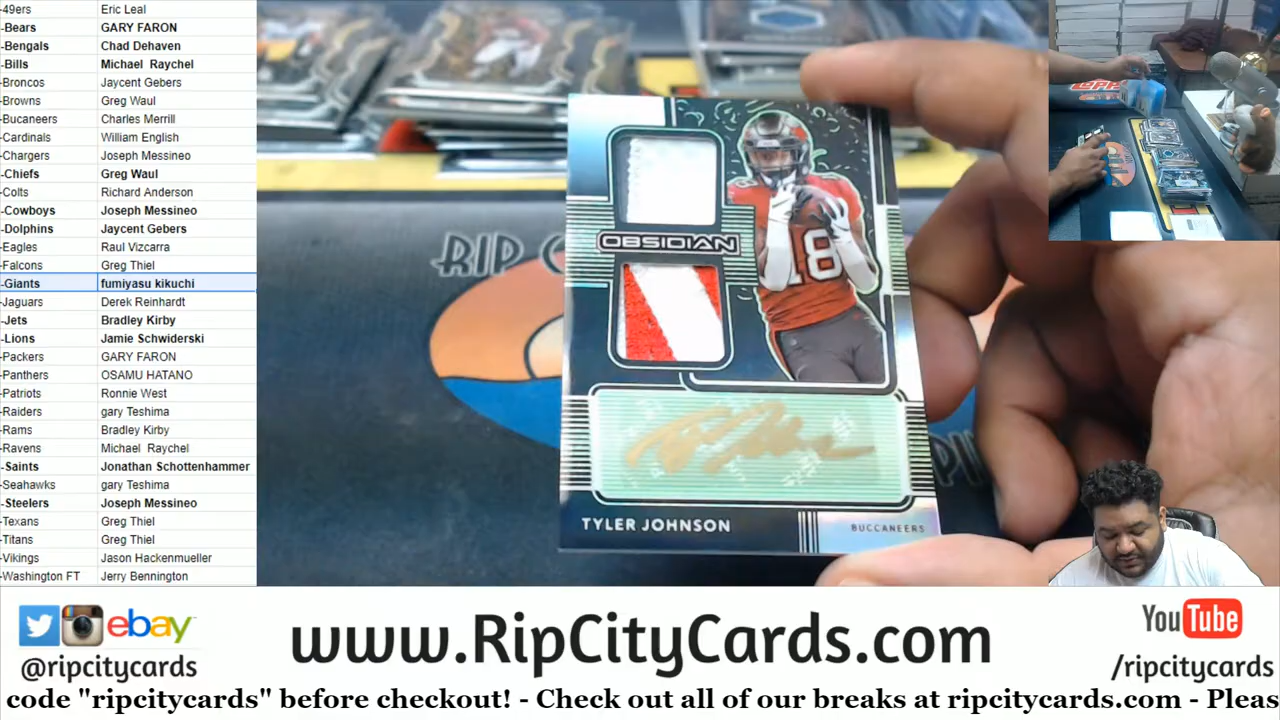 -49ers Eric Leal
-Bears GARY FARON
-Bengals Chad Dehaven
-Bills Michael Raychel
-Broncos Jaycent Gebers
-Browns Greg Waul
-Bucaneers Charles Merrill
-Cardinals William English
-Chargers Joseph Messineo
-Chiefs Greg Waul
-Colts Richard Anderson
-Cowboys Joseph Messineo
-Dolphins Jaycent Gebers
-Eagles Raul Vizcarra
-Falcons Greg Thiel
-Giants fumiyasu kikuchi
-Jaguars Derek Reinhardt
-Jets Bradley Kirby
-Lions Jamie Schwiderski
-Packers GARY FARON
-Panthers OSAMU HATANO
-Patriots Ronnie West
-Raiders gary Teshima
-Rams Bradley Kirby
-Ravens Michael Raychel
-Saints Jonathan Schottenhammer
-Seahawks gary Teshima
-Steelers Joseph Messineo
-Texans Greg Thiel
-Titans Greg Thiel
-Vikings Jason Hackenmueller
-Washington FT Jerry Bennington
RIP
OBSIDIAN
18
18
TYLER JOHNSON
BUCCANEERS
ebay
@ripcitycards
www.RipCityCards.com
YouTube
/ripcitycards
code "ripcitycards" before checkout! - Check out all of our breaks at ripcitycards.com - Pleas